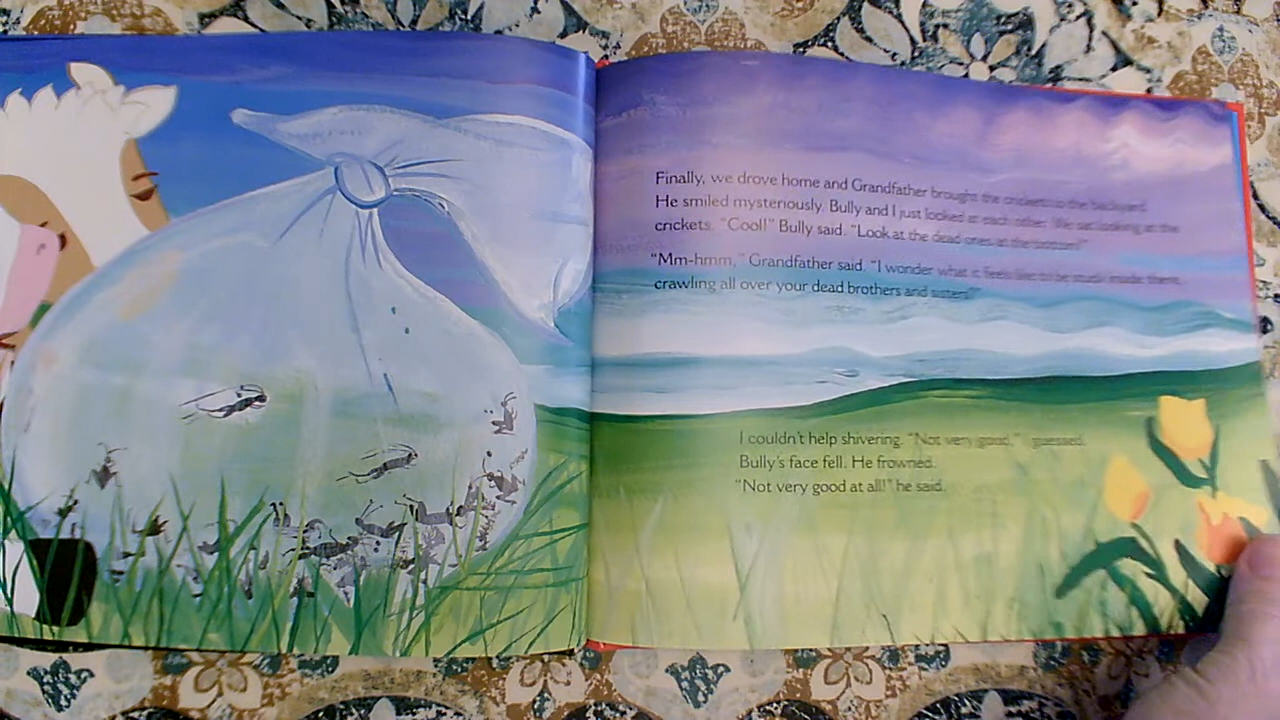 Finally, we drove home and Grandfather brought the crickets to the backyard.
He smiled mysteriously. Bully and I just looked at each other. We sat looking at the
crickets. "Cool!" Bully said. "Look at the dead ones at the bottom!"
"Mm-hmm," Grandfather said. "I wonder what it feels like to be stuck inside there,
crawling all over your dead brothers and sisters?"
I couldn't help shivering. "Not very good," guessed.
Bully's face fell. He frowned.
"Not very good at all!" he said.